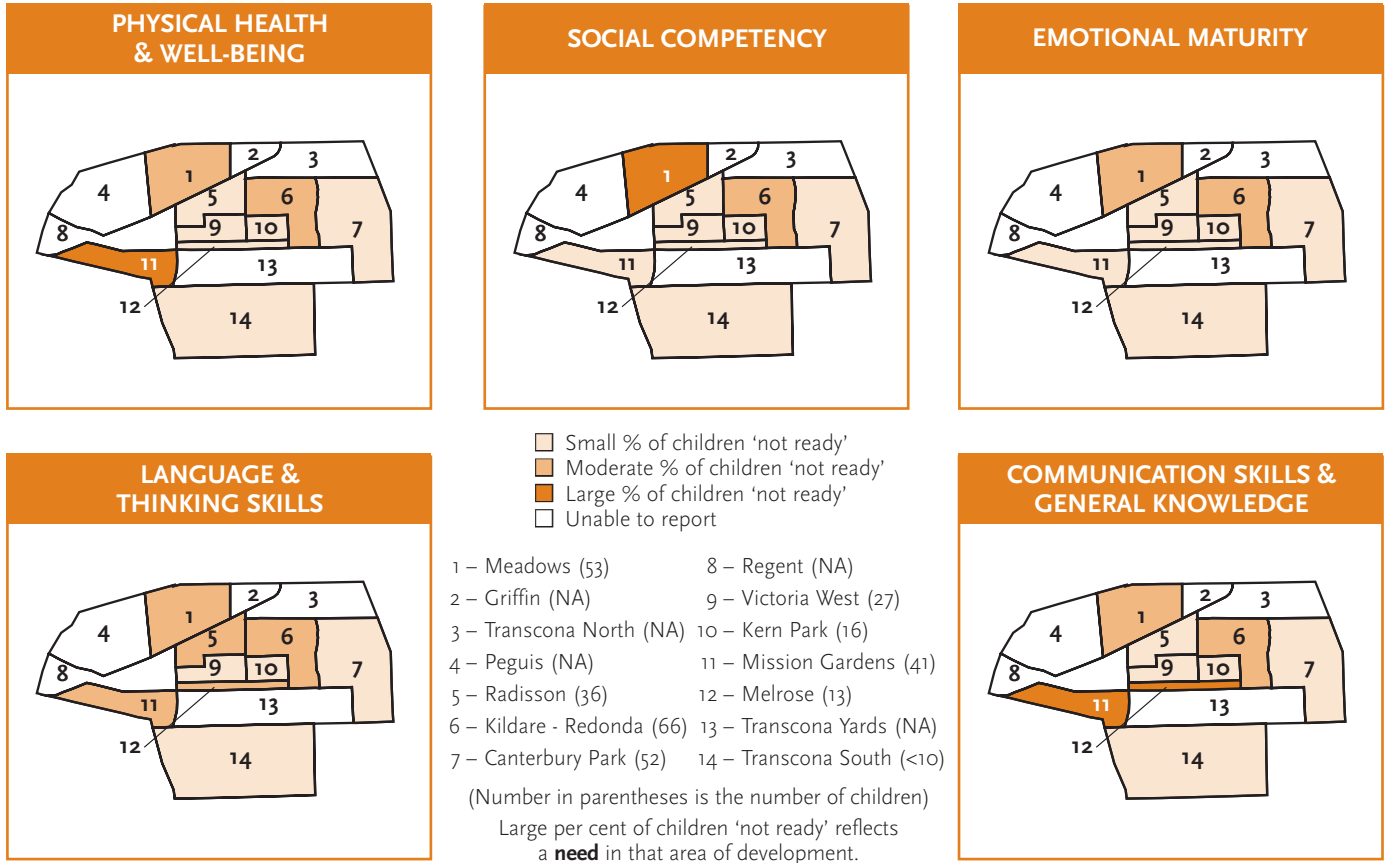 PHYSICAL HEALTH
& WELL-BEING
1
2
3
4
5
6
7
8
9
10
11
12
13
14
SOCIAL COMPETENCY
1
2
3
4
5
6
7
8
9
10
11
12
13
14
EMOTIONAL MATURITY
1
2
3
4
5
6
7
8
9
10
11
12
13
14
LANGUAGE &
THINKING SKILLS
1
2
3
4
5
6
7
8
9
10
11
12
13
14
Small % of children ‘not ready’
Moderate % of children ‘not ready’
Large % of children ‘not ready’
Unable to report
1 – Meadows (53)
2 – Griffin (NA)
3 – Transcona North (NA)
4 – Peguis (NA)
5 – Radisson (36)
6 – Kildare - Redonda (66)
7 – Canterbury Park (52)
8 – Regent (NA)
9 – Victoria West (27)
10 – Kern Park (16)
11 – Mission Gardens (41)
12 – Melrose (13)
13 – Transcona Yards (NA)
14 – Transcona South (<10)
(Number in parentheses is the number of children)
Large per cent of children ‘not ready’ reflects
a need in that area of development.
COMMUNICATION SKILLS &
GENERAL KNOWLEDGE
1
2
3
4
5
6
7
8
9
10
11
12
13
14